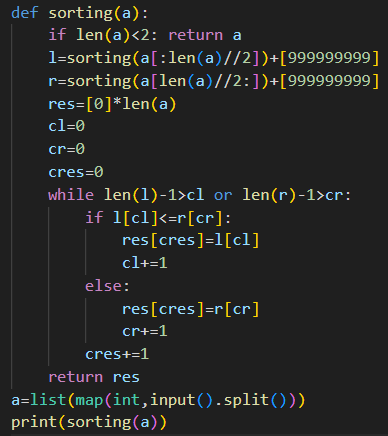 def sorting(a):
    if len(a)<2: return a
    l=sorting(a[:len(a)//2])+[999999999]
    r=sorting(a[len(a)//2:])+[999999999]
    res=[0]*len(a)
    cl=0
    cr=0
    cres=0
    while len(l)-1>cl or len(r)-1>cr:
        if l[cl]<=r[cr]:
            res[cres]=l[cl]
            cl+=1
        else:
            res[cres]=r[cr]
            cr+=1
        cres+=1
    return res
a=list(map(int,input().split()))
print(sorting(a))